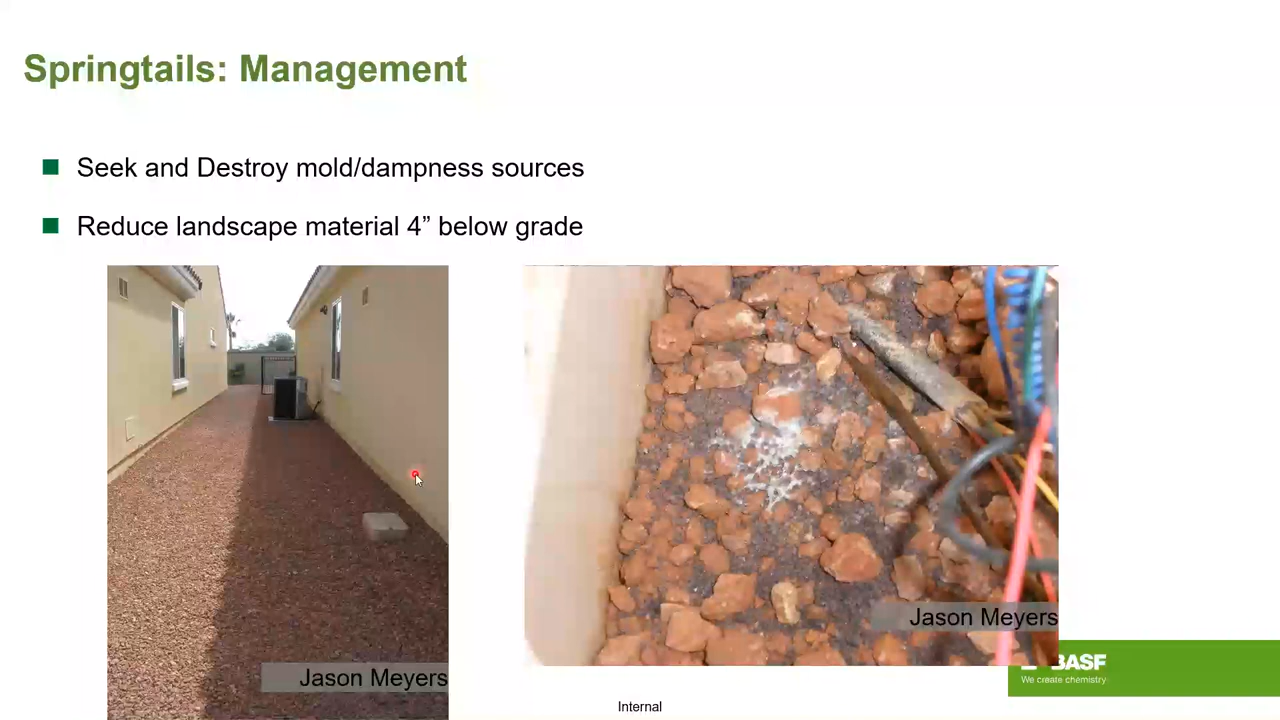 Springtails: Management
Seek and Destroy mold/dampness sources
Reduce landscape material 4” below grade
Jason Meyers
Jason Meyers
BASF
We create chemistry
Internal